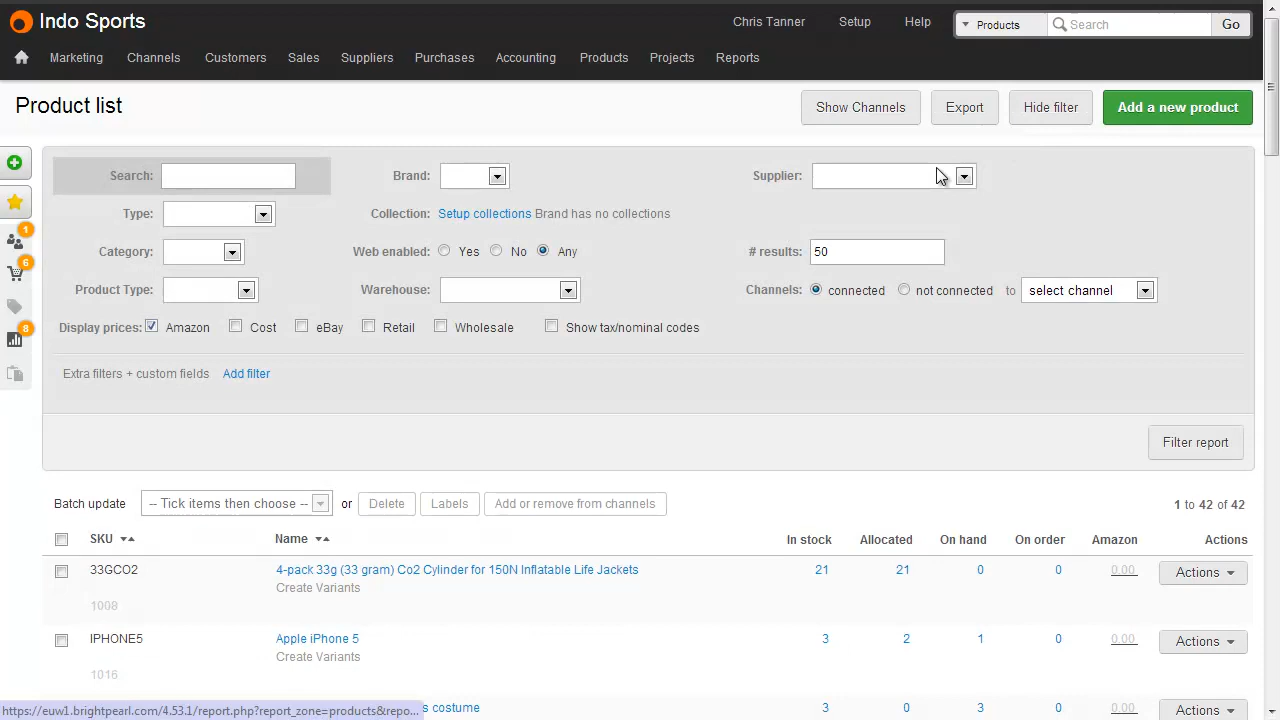 Indo Sports
Chris Tanner Setup Help Products Search Go
Marketing Channels Customers Sales Suppliers Purchases Accounting Products Projects Reports
Product list
Show Channels Export Hide filter Add a new product
Search: Brand: Supplier:
Type: Collection: Setup collections Brand has no collections
Category: Web enabled: Yes No Any # results: 50
Product Type: Warehouse: Channels: connected not connected to select channel
Display prices: Amazon Cost eBay Retail Wholesale Show tax/nominal codes
Extra filters + custom fields Add filter
Filter report
Batch update -- Tick items then choose -- or Delete Labels Add or remove from channels 1 to 42 of 42
SKU Name In stock Allocated On hand On order Amazon Actions
33GCO2 4-pack 33g (33 gram) Co2 Cylinder for 150N Inflatable Life Jackets 21 21 0 0 0.00 Actions
Create Variants
1008
IPHONE5 Apple iPhone 5 3 2 1 0 0.00 Actions
Create Variants
1016
https://euw1.brightpearl.com/4.53.1/report.php?report_zone=products&repo... s costume 3 0 3 0 0.00 Actions
1
6
8